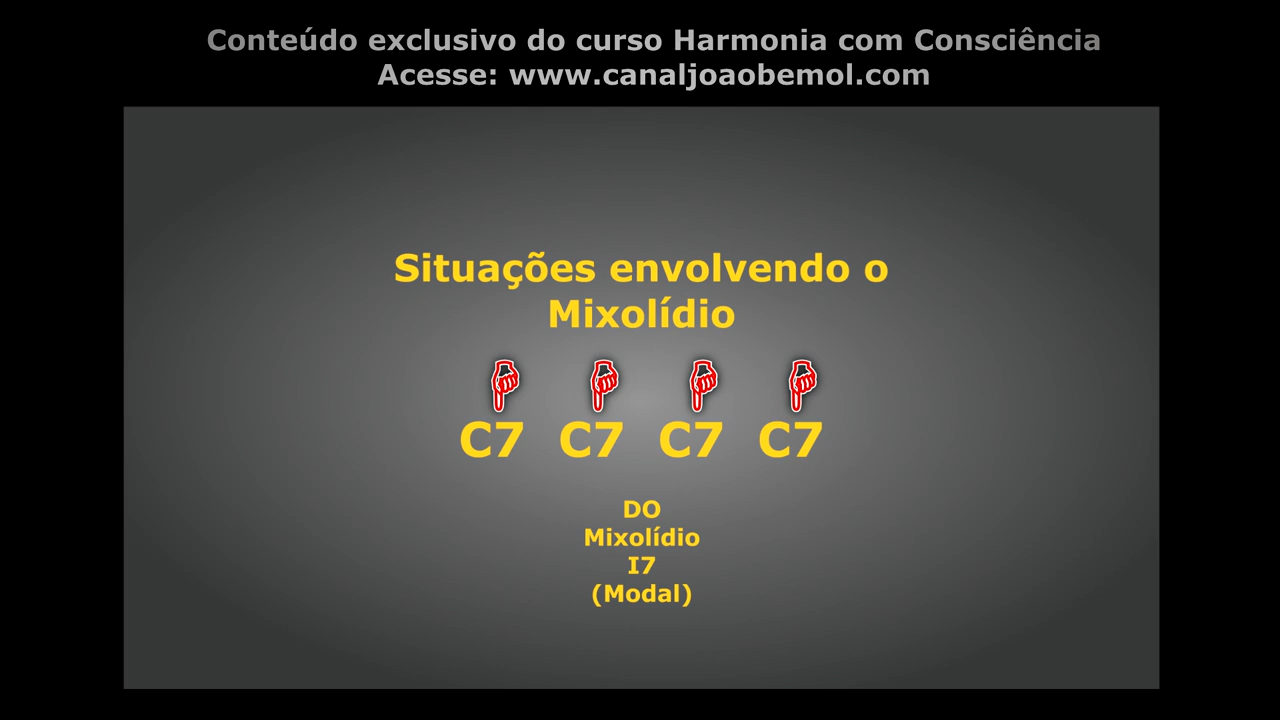 Conteúdo exclusivo do curso Harmonia com Consciência
Acesse: www.canaljoaobemol.com
Situações envolvendo o
Mixolídio
C7 C7 C7 C7
DO
Mixolídio
I7
(Modal)